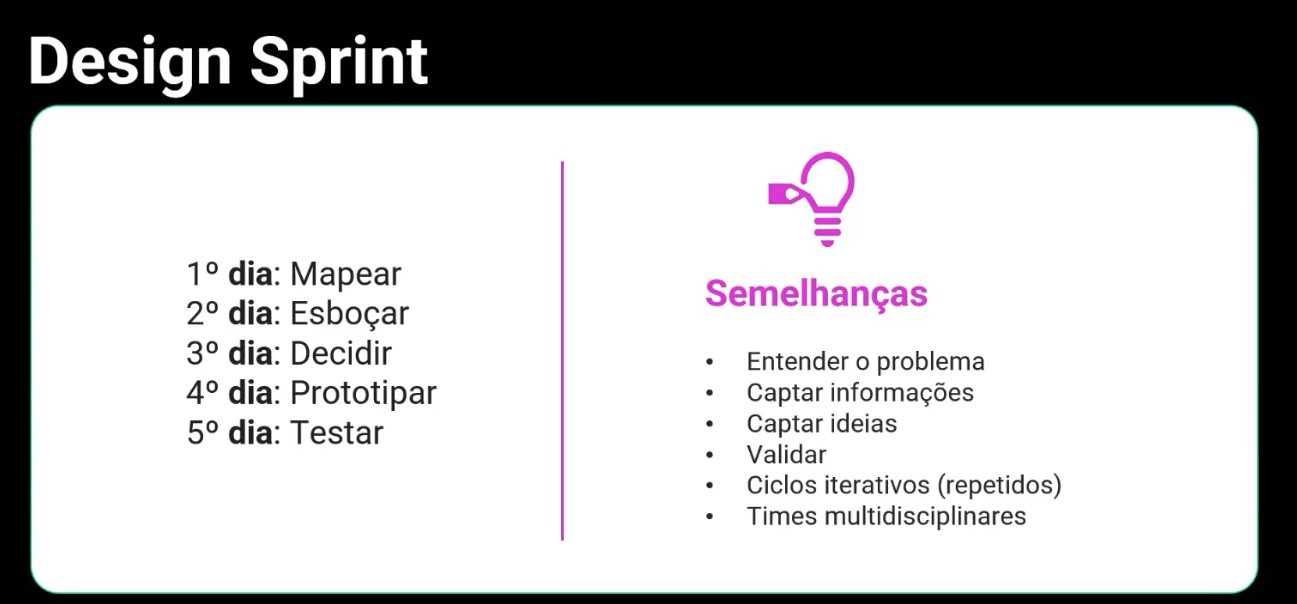 Design Sprint
1º dia: Mapear
2º dia: Esboçar
3º dia: Decidir
4º dia: Prototipar
5º dia: Testar
Semelhanças
• Entender o problema
• Captar informações
• Captar ideias
• Validar
• Ciclos iterativos (repetidos)
• Times multidisciplinares